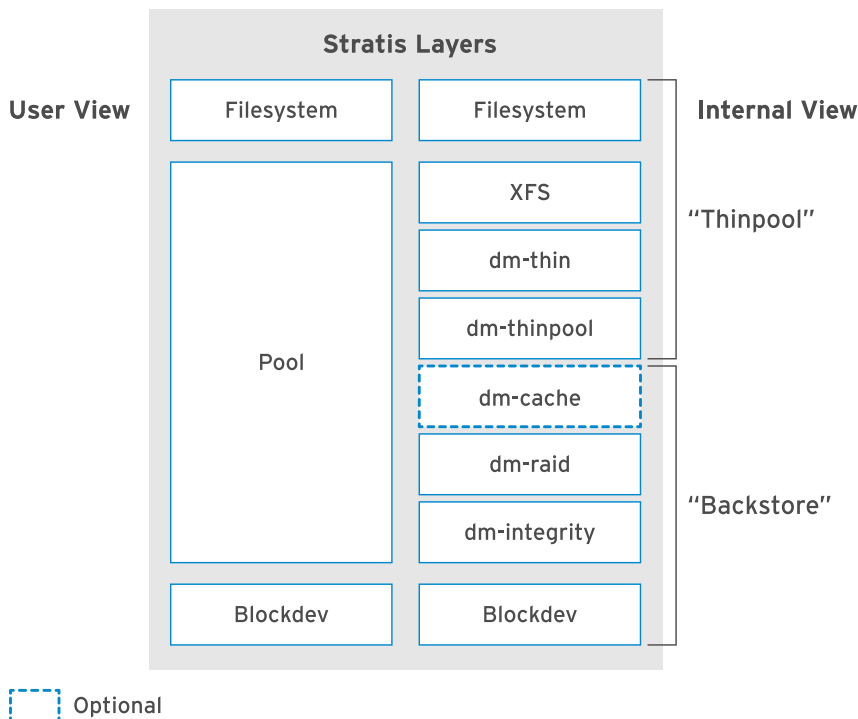 Stratis Layers
User View
Internal View
Filesystem
Filesystem
Pool
XFS
dm-thin
dm-thinpool
dm-cache
dm-raid
dm-integrity
“Thinpool”
“Backstore”
Blockdev
Blockdev
Optional